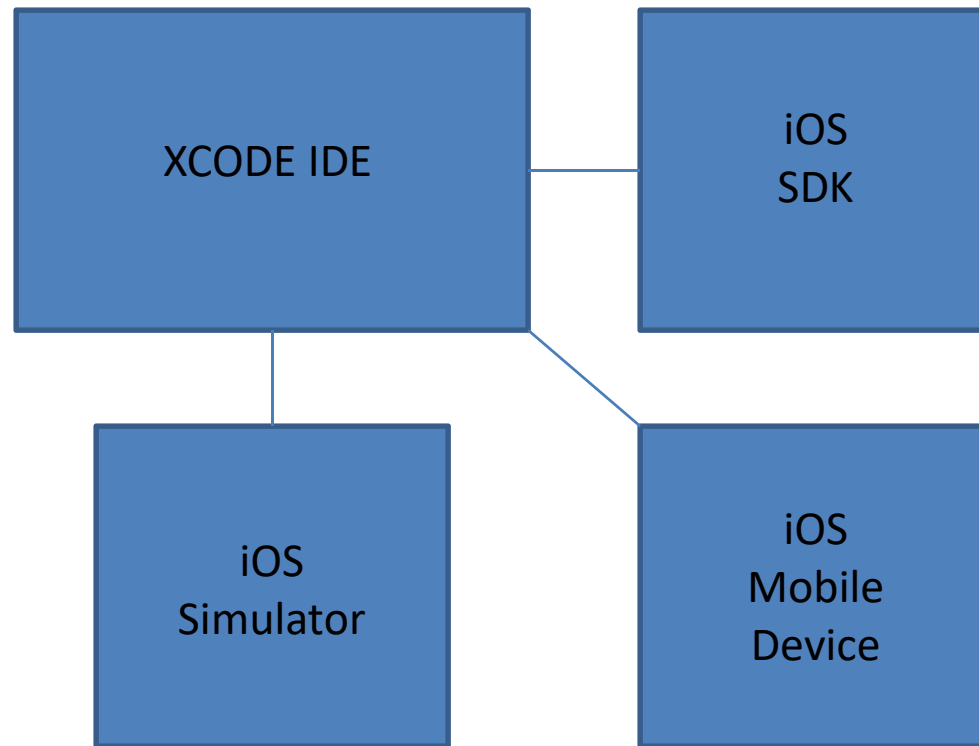 XCODE IDE
iOS
SDK
iOS
Simulator
iOS
Mobile
Device